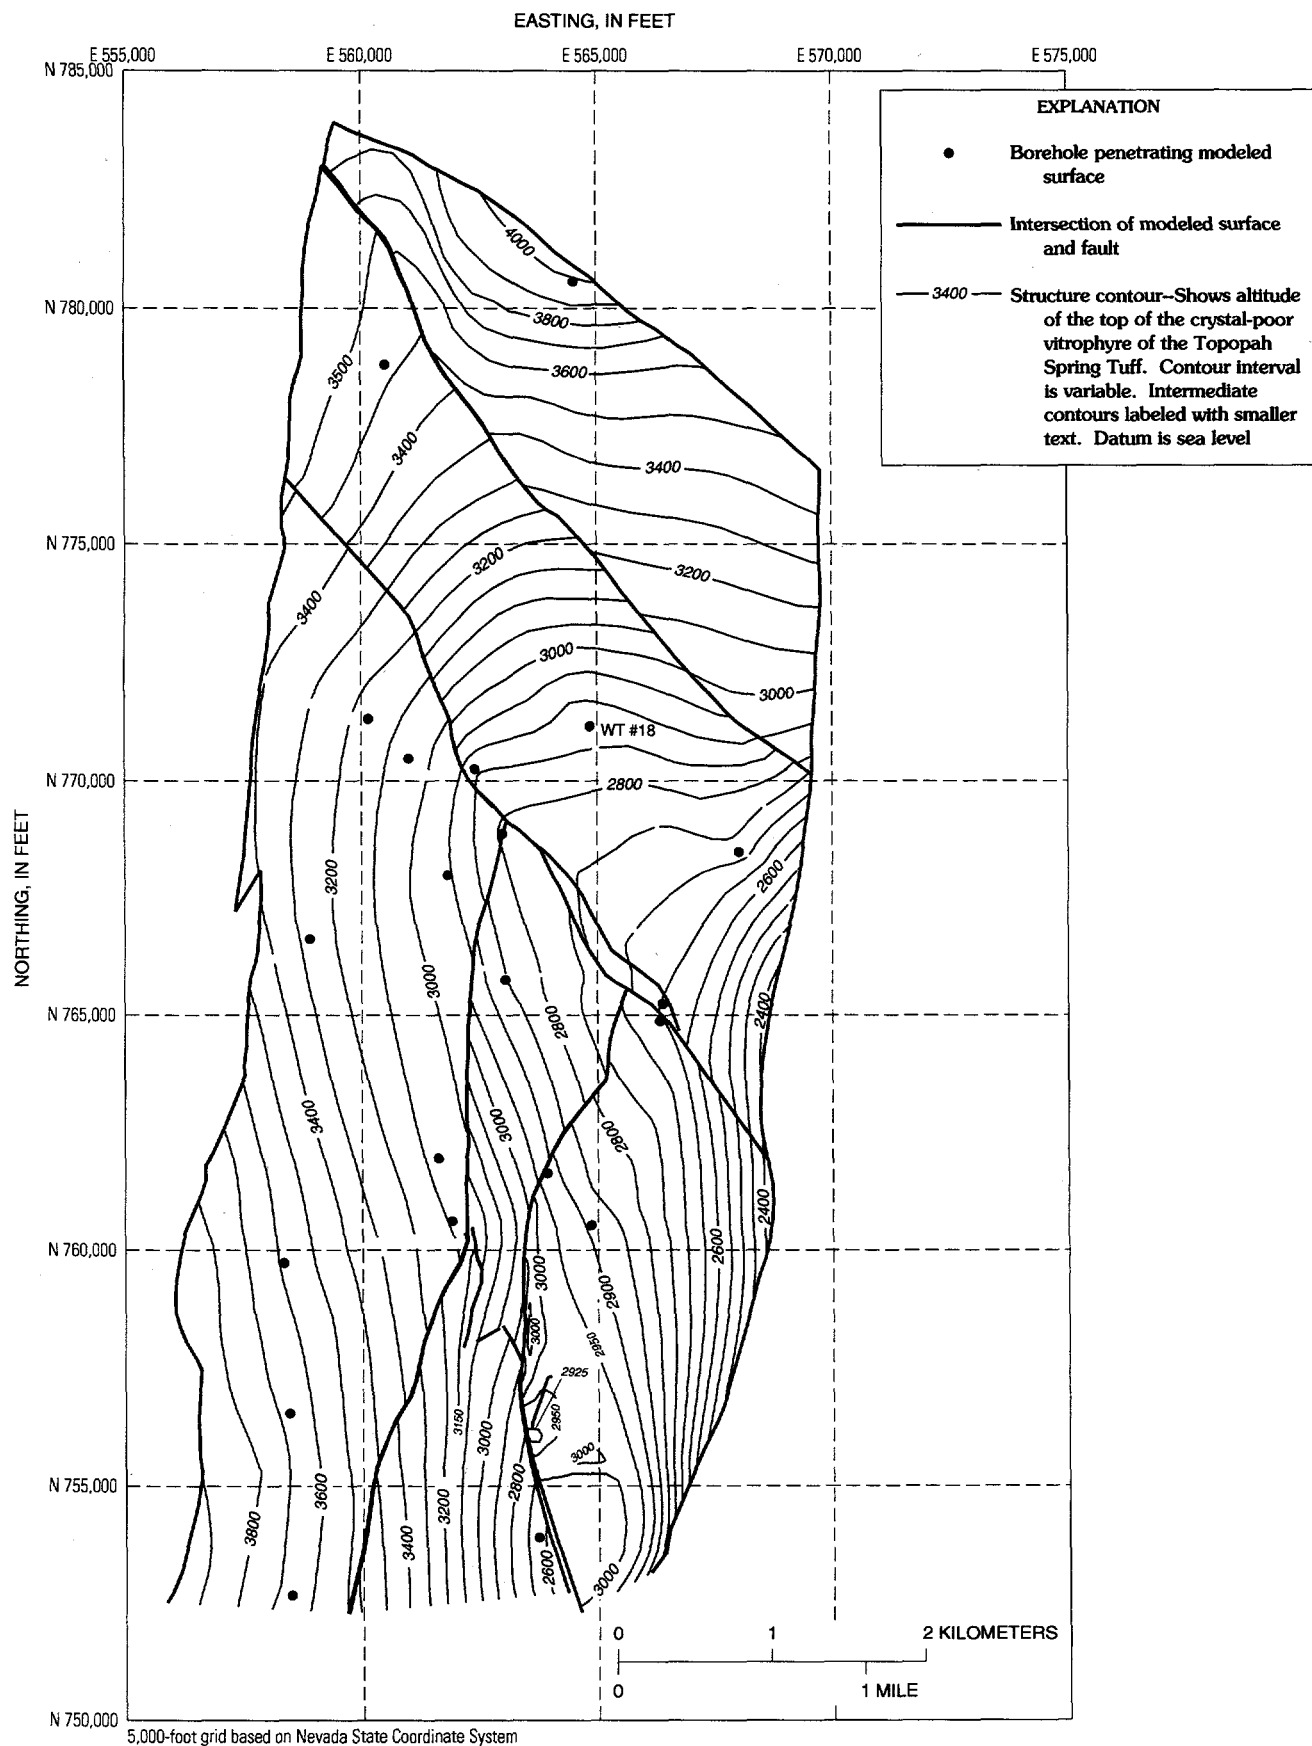 EASTING, IN FEET
E 555,000
E 560,000
E 565,000
E 570,000
E 575,000
N 785,000
N 780,000
N 775,000
N 770,000
N 765,000
N 760,000
N 755,000
N 750,000
NORTHING, IN FEET
EXPLANATION
Borehole penetrating modeled
surface
Intersection of modeled surface
and fault
3400
Structure contour--Shows altitude
of the top of the crystal-poor
vitrophyre of the Topopah
Spring Tuff. Contour interval
is variable. Intermediate
contours labeled with smaller
text. Datum is sea level
4000
3800
3600
3500
3400
3400
3200
3200
3400
3000
3000
WT #18
2800
2600
3200
3000
2800
2400
3400
3000
2800
2400
2600
3000
2900
3000
2950
2925
2950
3150
3000
3000
2800
3800
3600
3400
3200
2600
3000
0
1
2 KILOMETERS
0
1 MILE
5,000-foot grid based on Nevada State Coordinate System